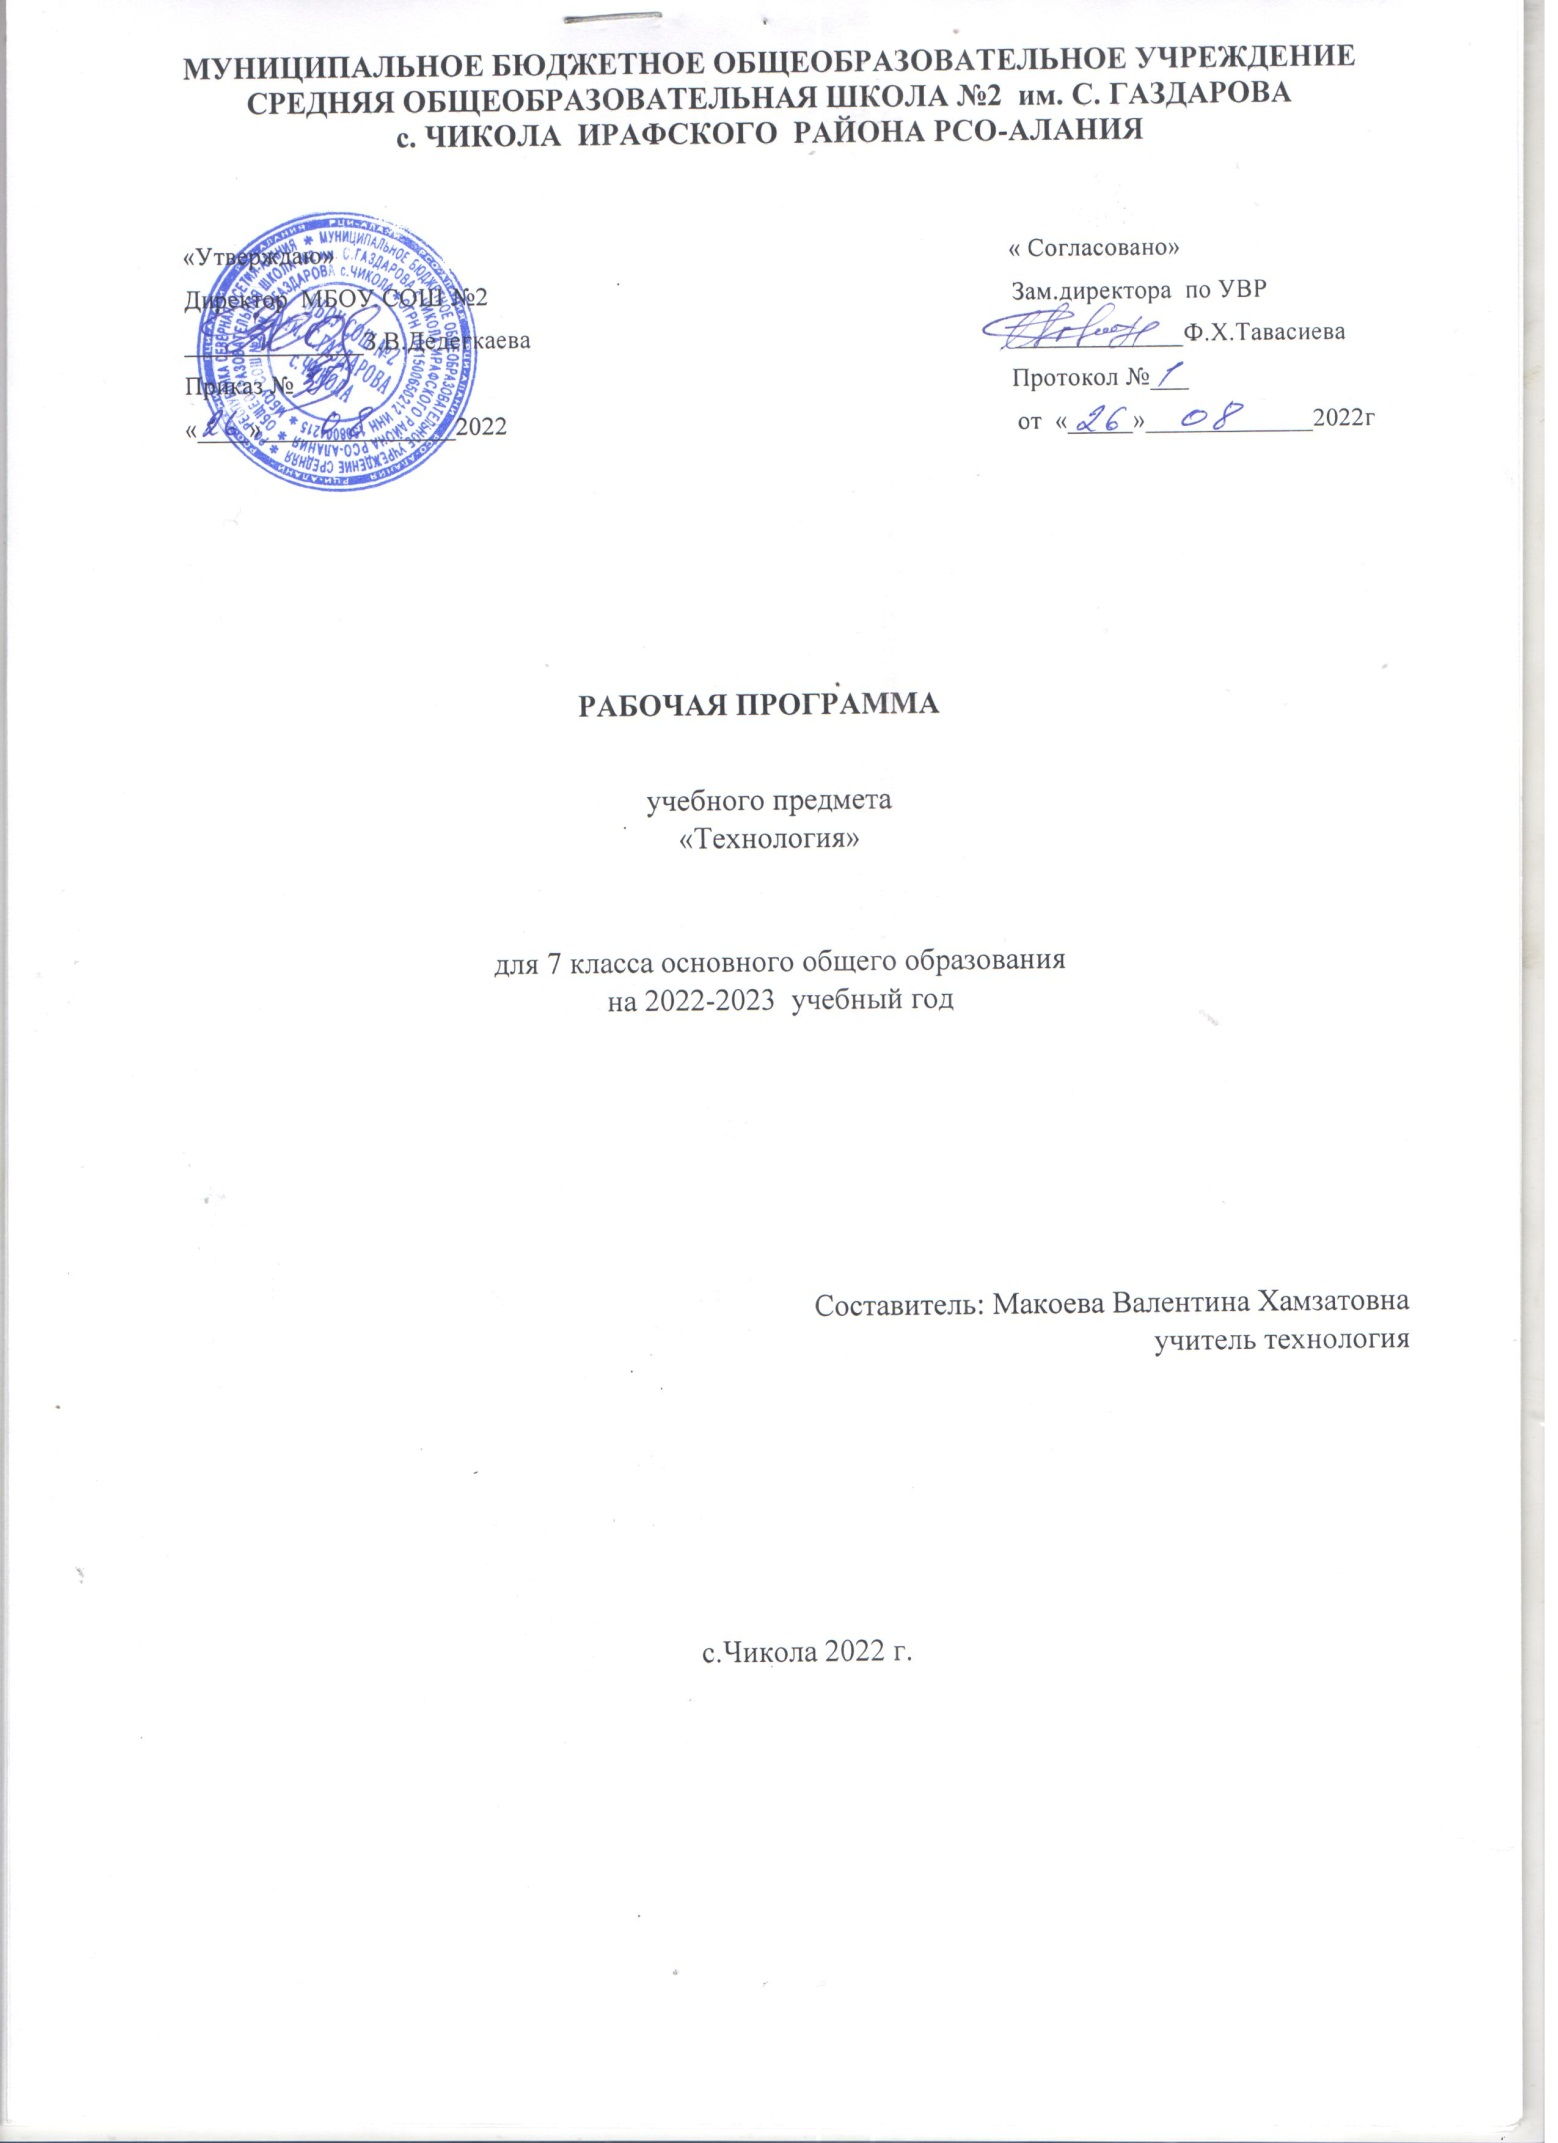 МУНИЦИПАЛЬНОЕ БЮДЖЕТНОЕ ОБЩЕОБРАЗОВАТЕЛЬНОЕ УЧРЕЖДЕНИЕ
СРЕДНЯЯ ОБЩЕОБРАЗОВАТЕЛЬНАЯ ШКОЛА №2 им. С. ГАЗДАРОВА
с. ЧИКОЛА ИРАФСКОГО РАЙОНА РСО-АЛАНИЯ
«Утверждаю»
Директор МБОУ СОШ №2
З.В.Дедегкаева
Приказ №
«26» 08 2022
« Согласовано»
Зам.директора по УВР
Ф.Х.Тавасиева
Протокол № 1
от «26» 08 2022г
РАБОЧАЯ ПРОГРАММА
учебного предмета
«Технология»
для 7 класса основного общего образования
на 2022-2023 учебный год
Составитель: Макоева Валентина Хамзатовна
учитель технология
с.Чикола 2022 г.